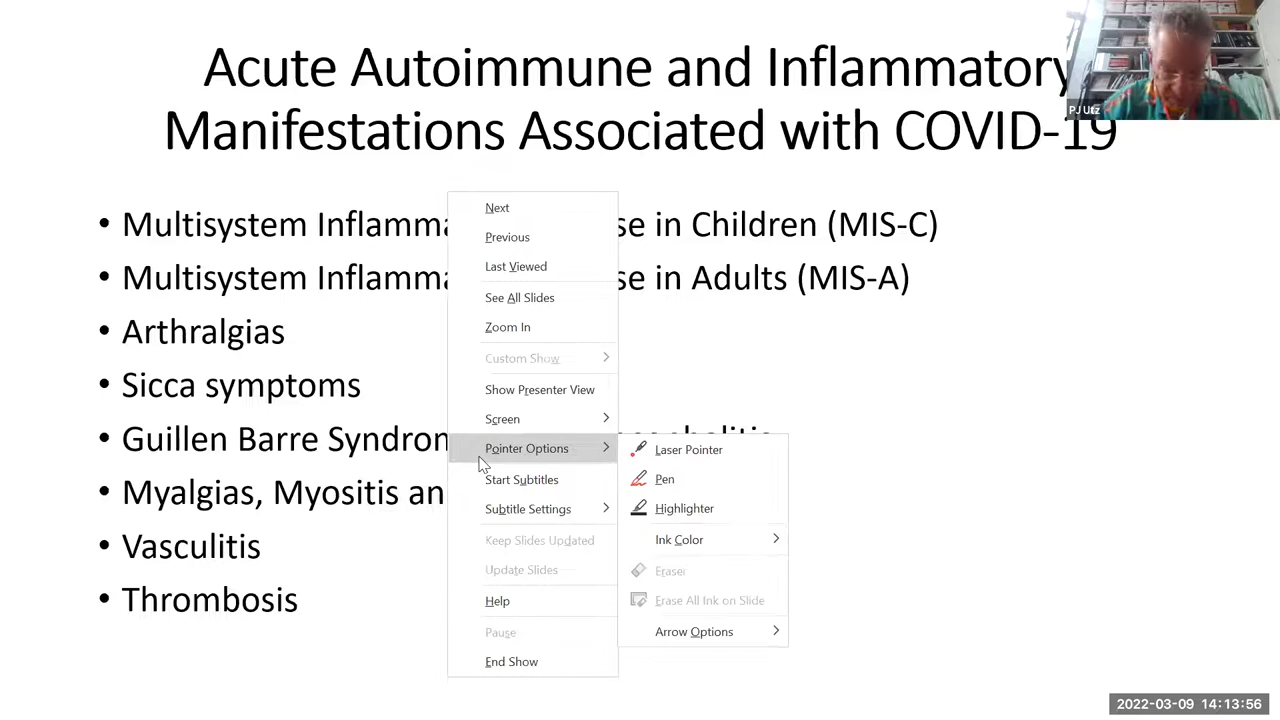 Acute Autoimmune and Inflammatory
Manifestations Associated with COVID-19
PJ Utz
• Multisystem Inflamma se in Children (MIS-C)
• Multisystem Inflamma se in Adults (MIS-A)
• Arthralgias
• Sicca symptoms
• Guillen Barre Syndron
• Myalgias, Myositis an
• Vasculitis
• Thrombosis
Next
Previous
Last Viewed
See All Slides
Zoom In
Custom Show
Show Presenter View
Screen
Pointer Options
Start Subtitles
Subtitle Settings
Keep Slides Updated
Update Slides
Help
Pause
End Show
Laser Pointer
Pen
Highlighter
Ink Color
Eraser
Erase All Ink on Slide
Arrow Options
2022-03-09 14:13:56